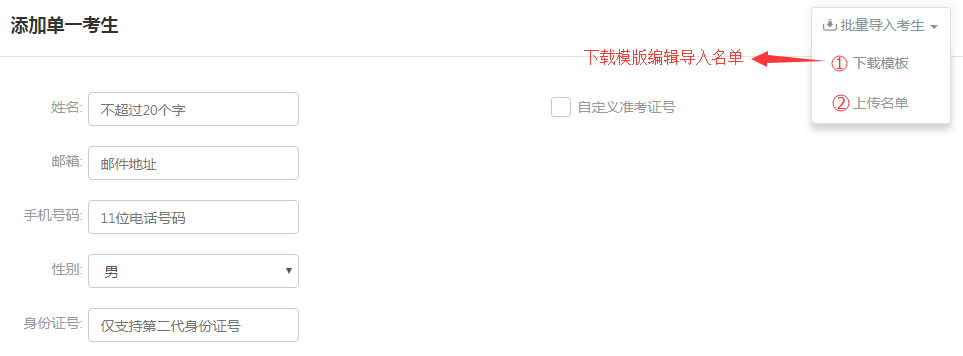 添加单一考生
批量导入考生
下载模版编辑导入名单
① 下载模板
② 上传名单
姓名: 不超过20个字
自定义准考证号
邮箱: 邮件地址
手机号码: 11位电话号码
性别: 男
身份证号: 仅支持第二代身份证号